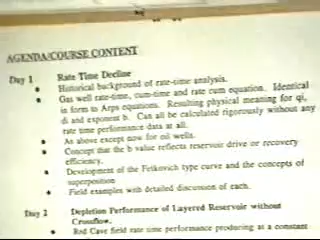 AGENDA/COURSE CONTENT
Day 1 Rate Time Decline
• Historical background of rate-time analysis.
• Gas well rate-time, cum-time and rate cum equation. Identical
in form to Arps equations. Resulting physical meaning for qi,
di and exponent b. Can all be calculated rigorously without any
rate time performance data at all.
• As above except now for oil wells.
• Concept that the b value reflects reservoir drive or recovery
efficiency.
• Development of the Fetkovich type curve and the concepts of
superposition
• Field examples with detailed discussion of each.
Day 2 Depletion Performance of Layered Reservoir without
Crossflow.
• Red Cave field rate time performance producing at a constant